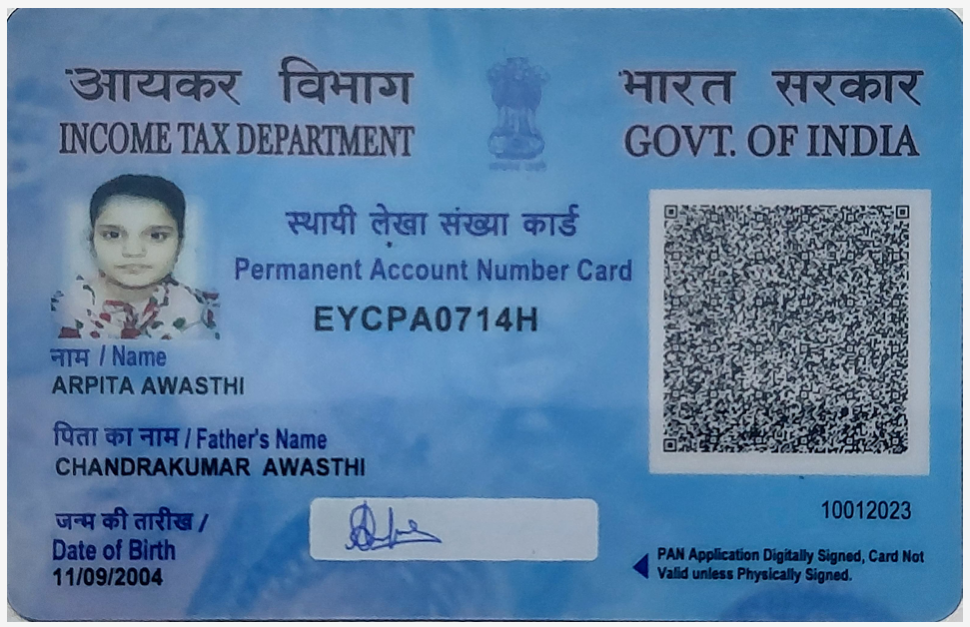 आयकर विभाग
INCOME TAX DEPARTMENT
भारत सरकार
GOVT. OF INDIA
स्थायी लेखा संख्या कार्ड
Permanent Account Number Card
EYCPA0714H
नाम / Name
ARPITA AWASTHI
पिता का नाम / Father's Name
CHANDRAKUMAR AWASTHI
जन्म की तारीख /
Date of Birth
11/09/2004
10012023
PAN Application Digitally Signed, Card Not
Valid unless Physically Signed.